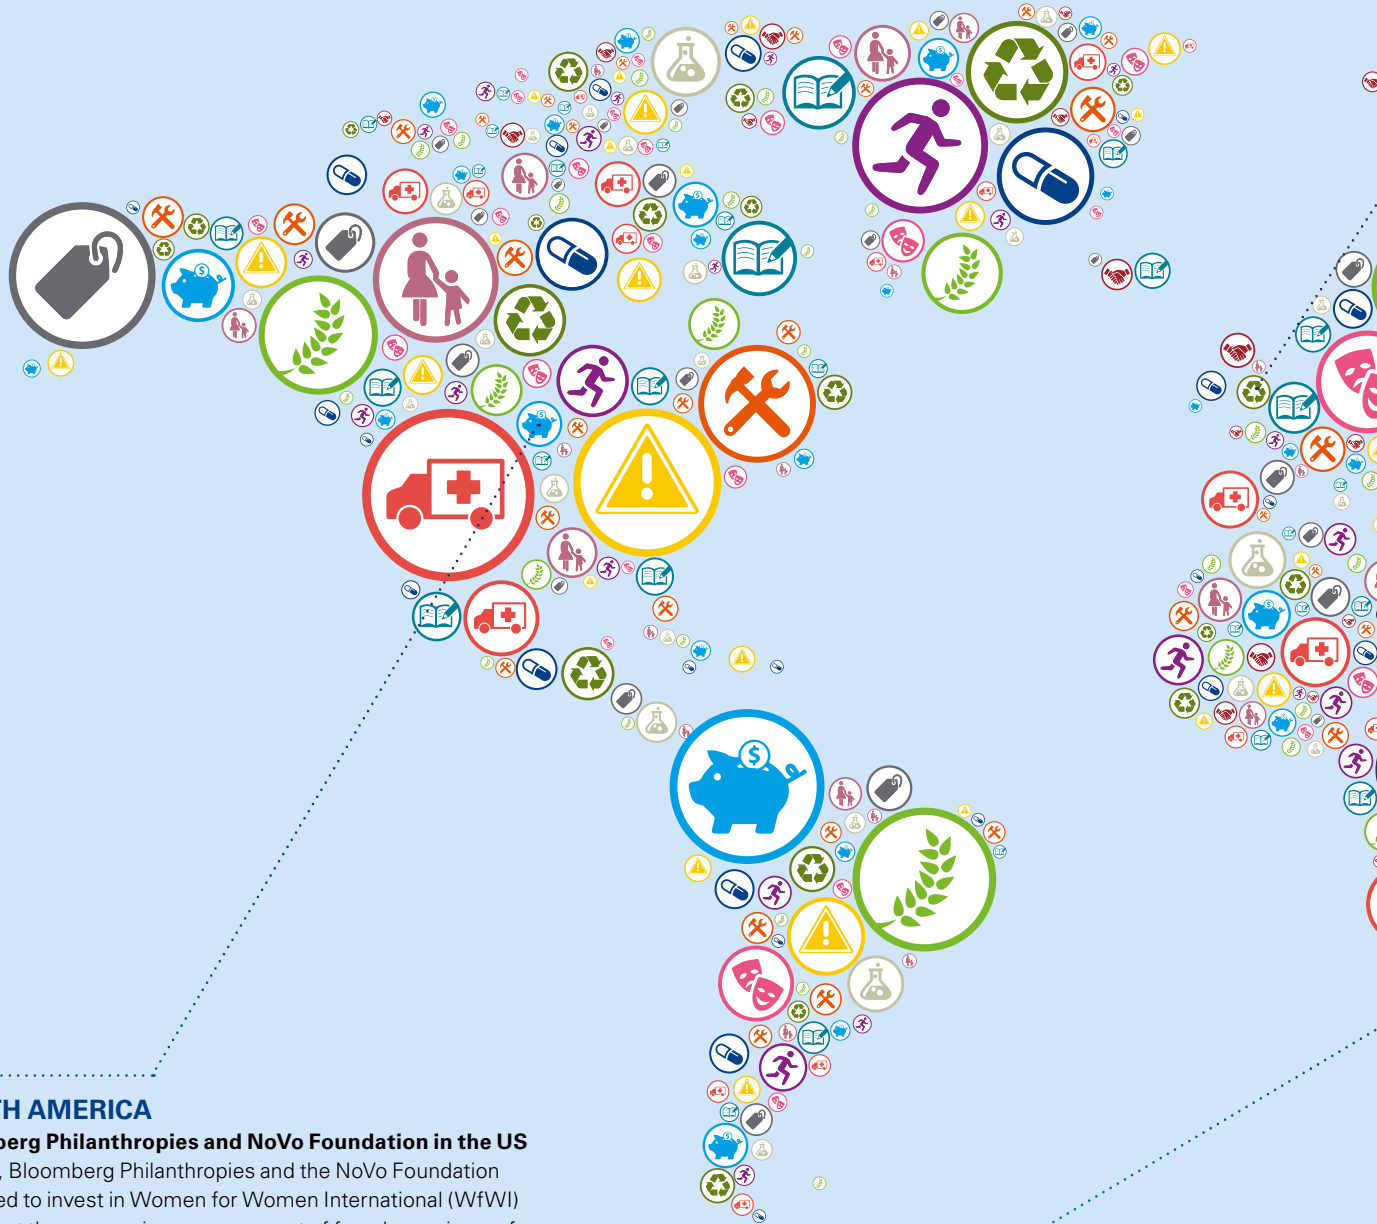 TH AMERICA
berg Philanthropies and NoVo Foundation in the US
, Bloomberg Philanthropies and the NoVo Foundation
ed to invest in Women for Women International (WfWI)